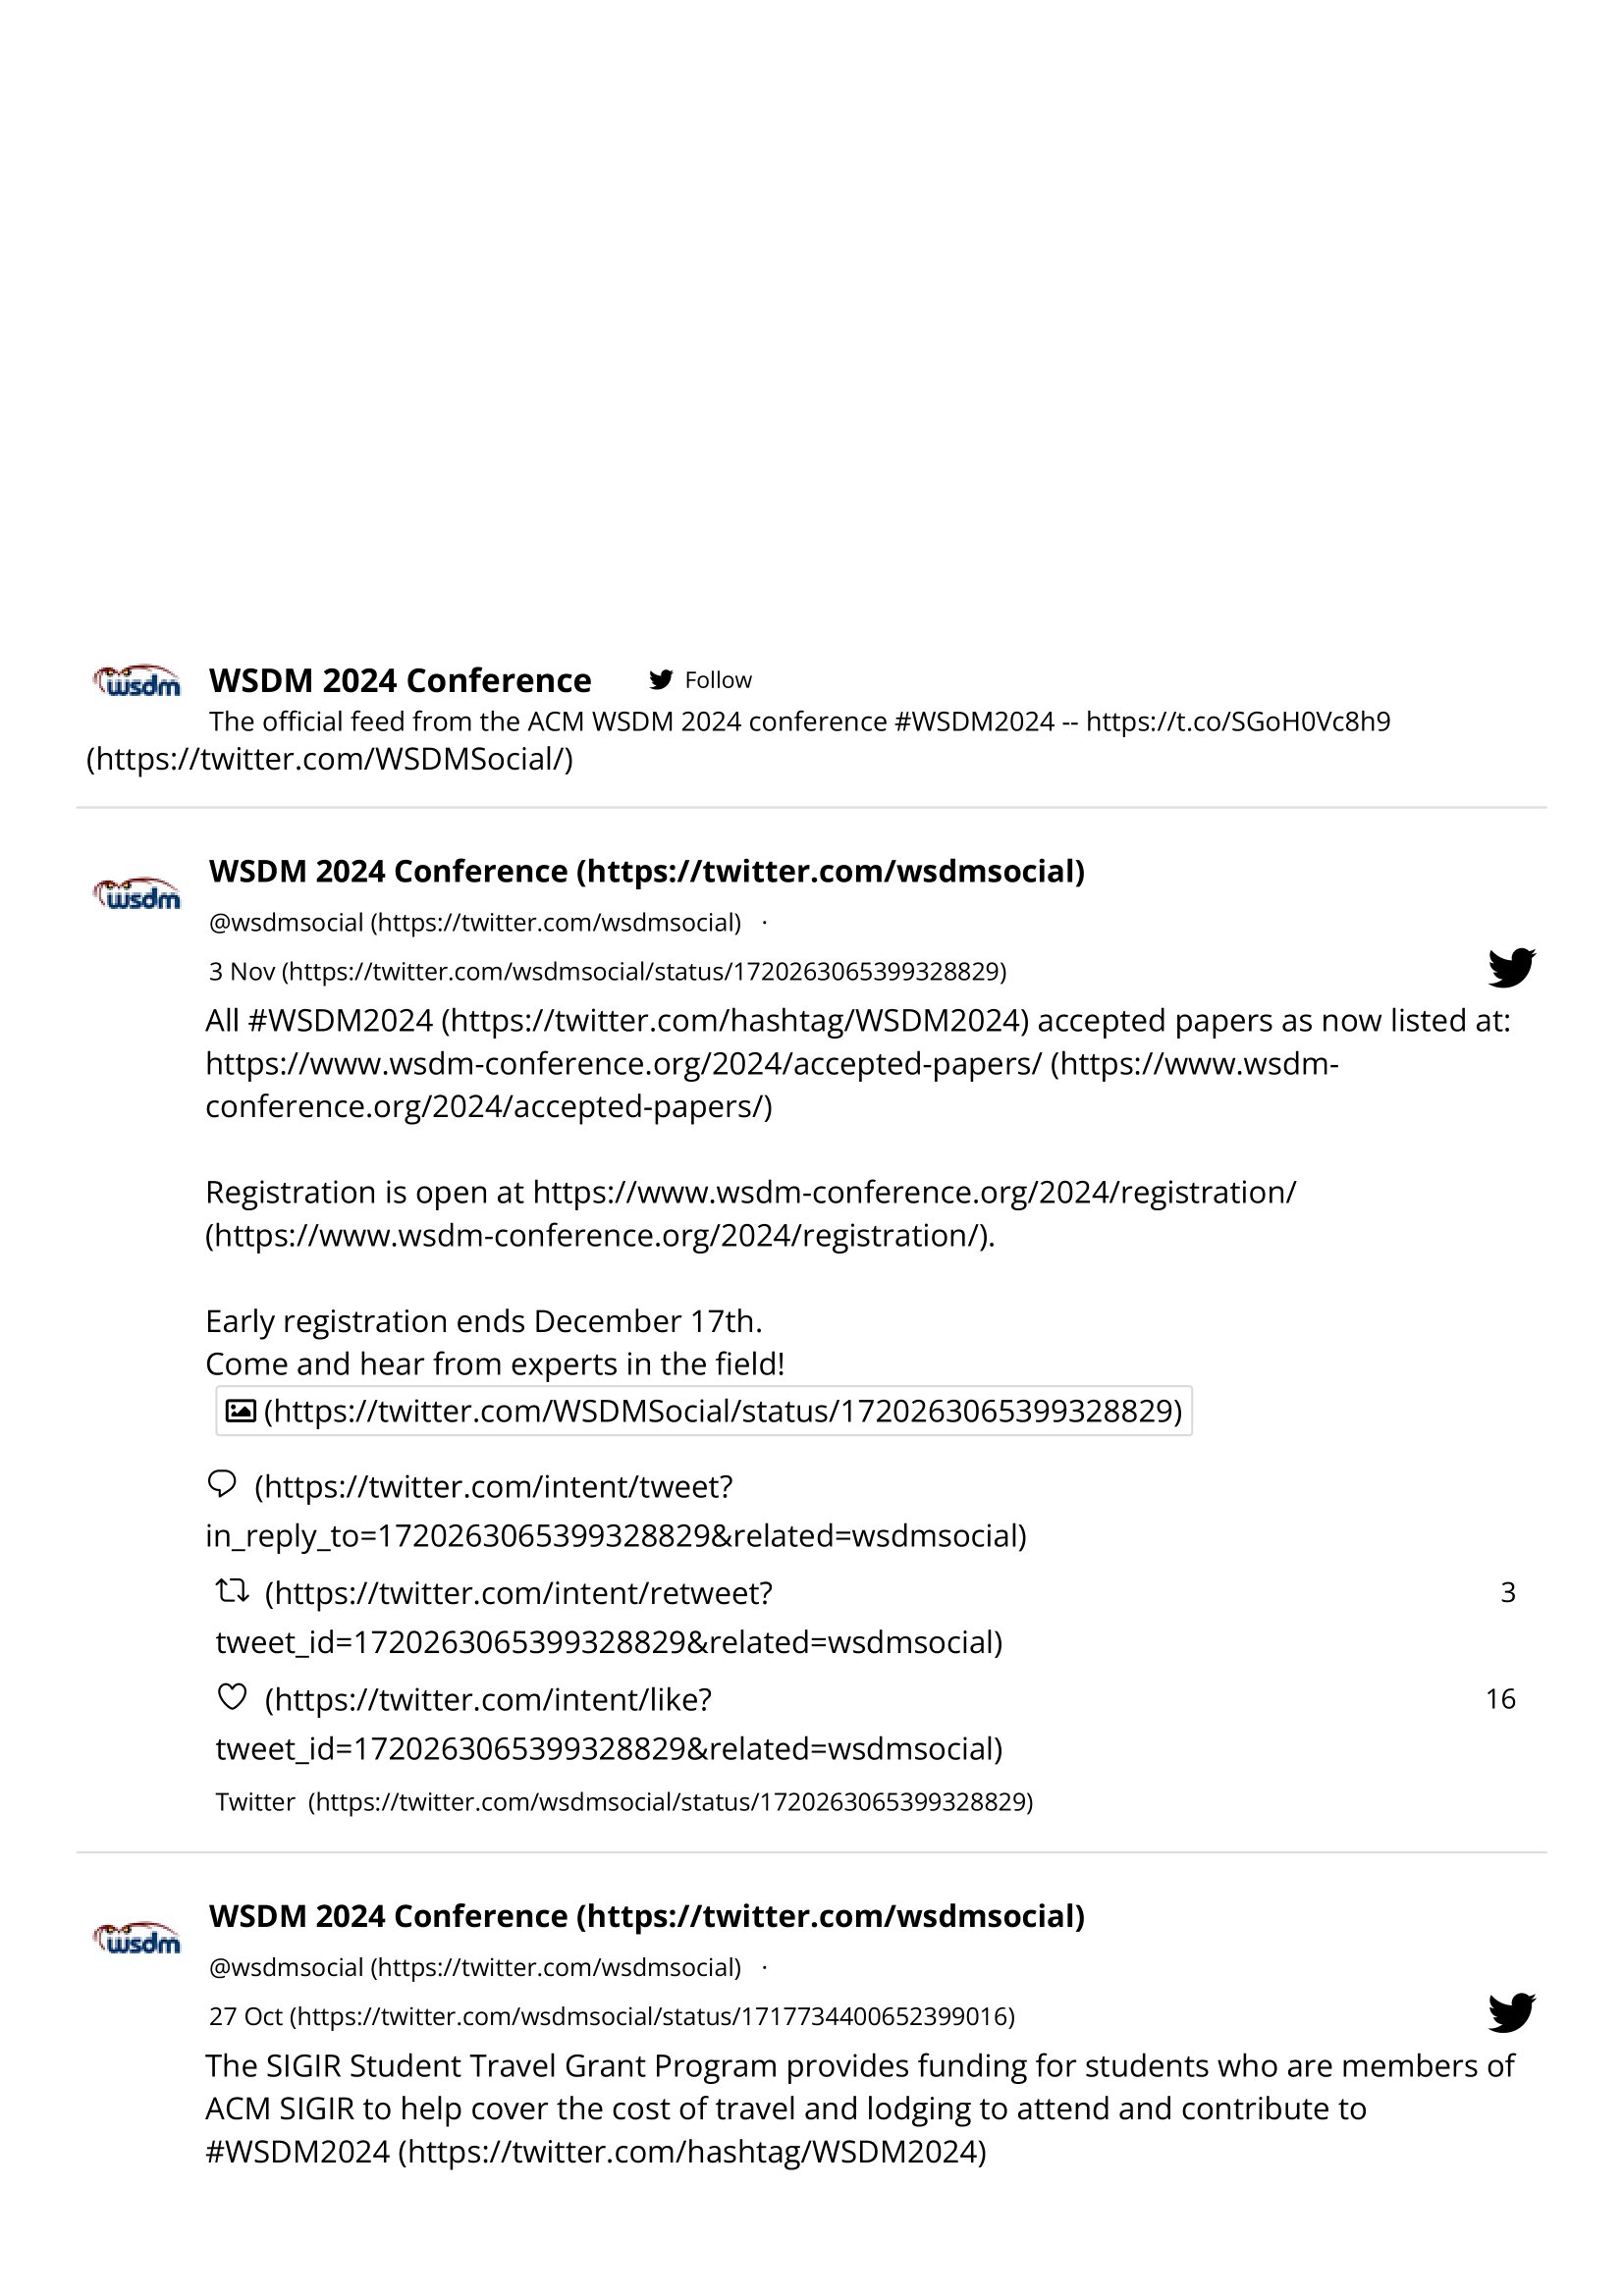 wsdm
WSDM 2024 Conference Follow
The official feed from the ACM WSDM 2024 conference #WSDM2024 -- https://t.co/SGoH0Vc8h9
(https://twitter.com/WSDMSocial/)
wsdm
WSDM 2024 Conference (https://twitter.com/wsdmsocial)
@wsdmsocial (https://twitter.com/wsdmsocial) ·
3 Nov (https://twitter.com/wsdmsocial/status/1720263065399328829)
All #WSDM2024 (https://twitter.com/hashtag/WSDM2024) accepted papers as now listed at:
https://www.wsdm-conference.org/2024/accepted-papers/ (https://www.wsdm-
conference.org/2024/accepted-papers/)
Registration is open at https://www.wsdm-conference.org/2024/registration/
(https://www.wsdm-conference.org/2024/registration/).
Early registration ends December 17th.
Come and hear from experts in the field!
(https://twitter.com/WSDMSocial/status/1720263065399328829)
(https://twitter.com/intent/tweet?
in_reply_to=1720263065399328829&related=wsdmsocial)
(https://twitter.com/intent/retweet? 3
tweet_id=1720263065399328829&related=wsdmsocial)
(https://twitter.com/intent/like? 16
tweet_id=1720263065399328829&related=wsdmsocial)
Twitter (https://twitter.com/wsdmsocial/status/1720263065399328829)
wsdm
WSDM 2024 Conference (https://twitter.com/wsdmsocial)
@wsdmsocial (https://twitter.com/wsdmsocial) ·
27 Oct (https://twitter.com/wsdmsocial/status/1717734400652399016)
The SIGIR Student Travel Grant Program provides funding for students who are members of
ACM SIGIR to help cover the cost of travel and lodging to attend and contribute to
#WSDM2024 (https://twitter.com/hashtag/WSDM2024)